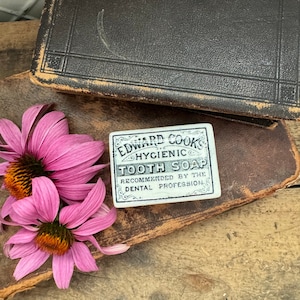 EDWARD COOK'S
HYGIENIC
TOOTH SOAP
RECOMMENDED BY THE
DENTAL PROFESSION.